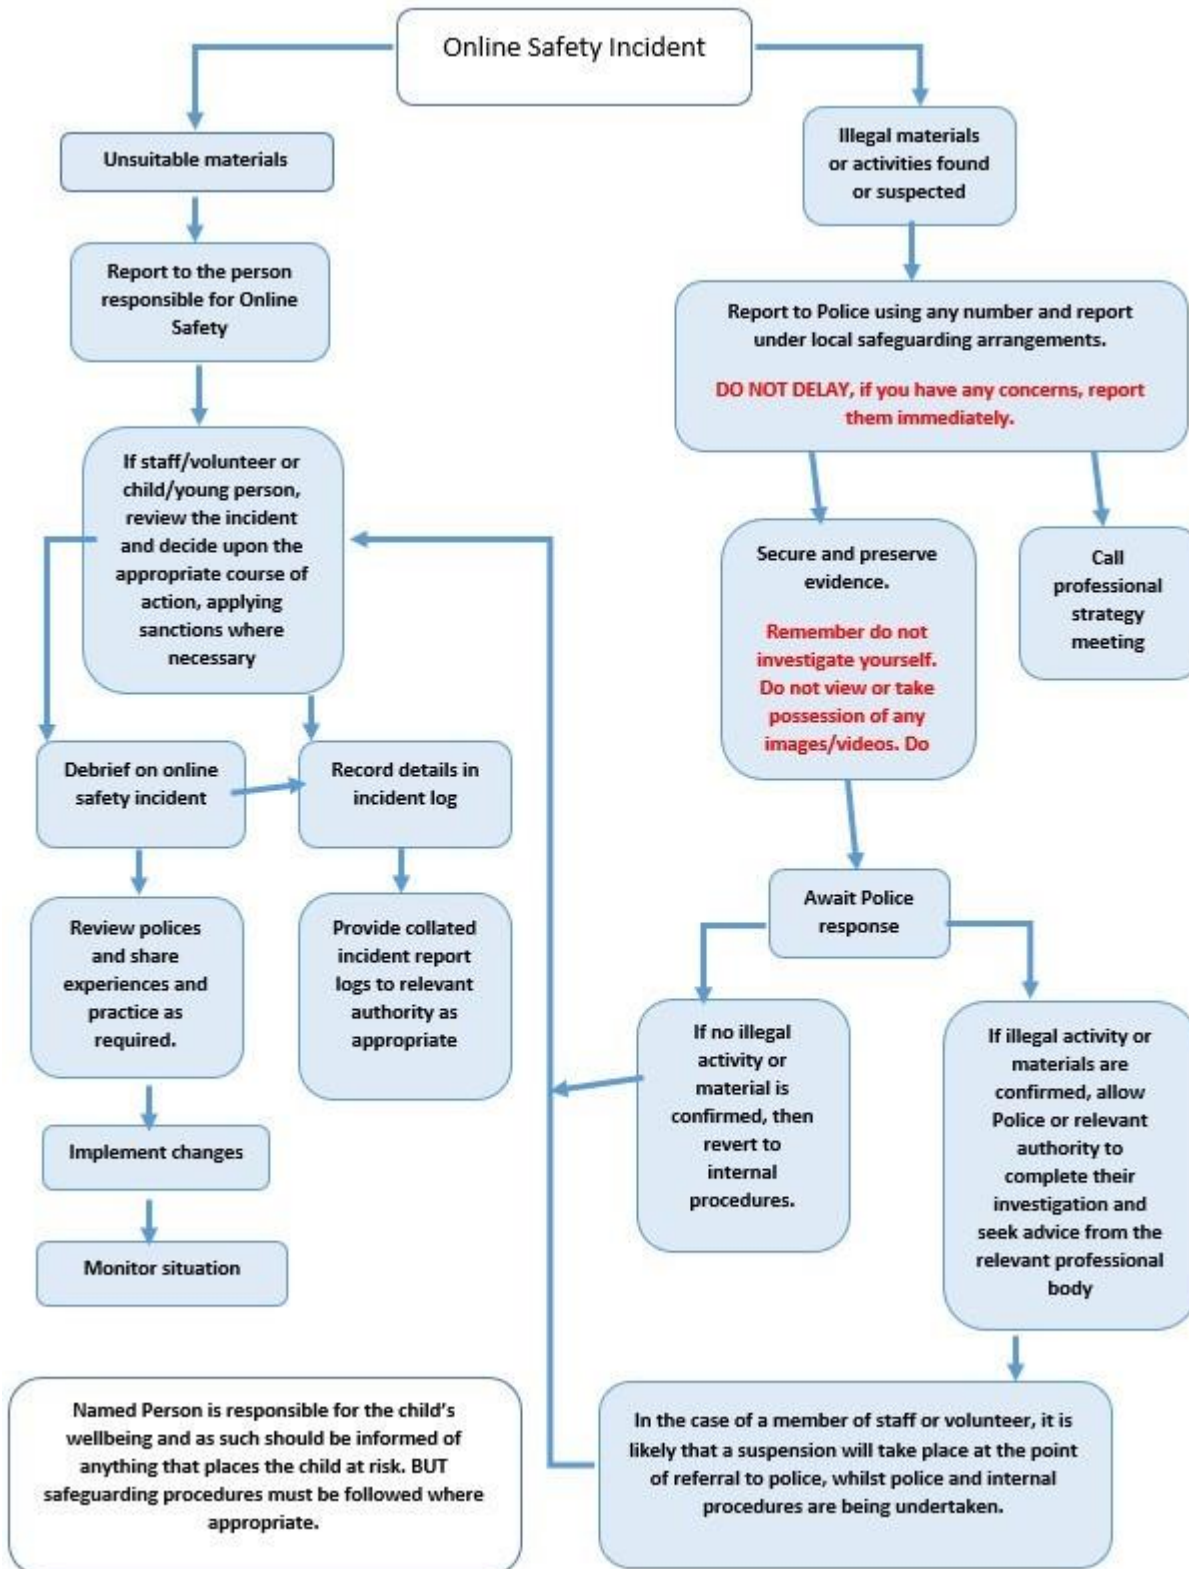 Online Safety Incident
Unsuitable materials
Report to the person
responsible for Online
Safety
If staff/volunteer or
child/young person,
review the incident
and decide upon the
appropriate course of
action, applying
sanctions where
necessary
Debrief on online
safety incident
Record details in
incident log
Review polices
and share
experiences and
practice as
required.
Provide collated
incident report
logs to relevant
authority as
appropriate
Implement changes
Monitor situation
Illegal materials
or activities found
or suspected
Report to Police using any number and report
under local safeguarding arrangements.
DO NOT DELAY, if you have any concerns, report
them immediately.
Secure and preserve
evidence.
Remember do not
investigate yourself.
Do not view or take
possession of any
images/videos. Do
Call
professional
strategy
meeting
Await Police
response
If no illegal
activity or
material is
confirmed, then
revert to
internal
procedures.
If illegal activity or
materials are
confirmed, allow
Police or relevant
authority to
complete their
investigation and
seek advice from the
relevant professional
body
In the case of a member of staff or volunteer, it is
likely that a suspension will take place at the point
of referral to police, whilst police and internal
procedures are being undertaken.
Named Person is responsible for the child’s
wellbeing and as such should be informed of
anything that places the child at risk. BUT
safeguarding procedures must be followed where
appropriate.